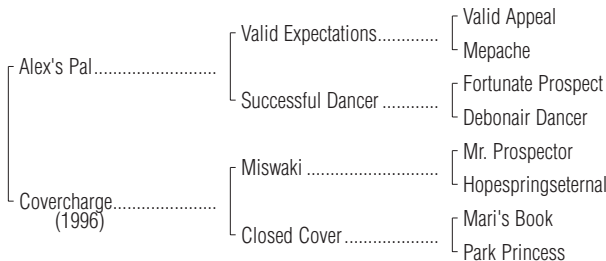 Valid Appeal
Valid Expectations.............
Mepache
Alex's Pal..........................
Fortunate Prospect
Successful Dancer ............
Debonair Dancer
Mr. Prospector
Miswaki ............................
Hopespringseternal
Covercharge......................
(1996)
Mari's Book
Closed Cover....................
Park Princess